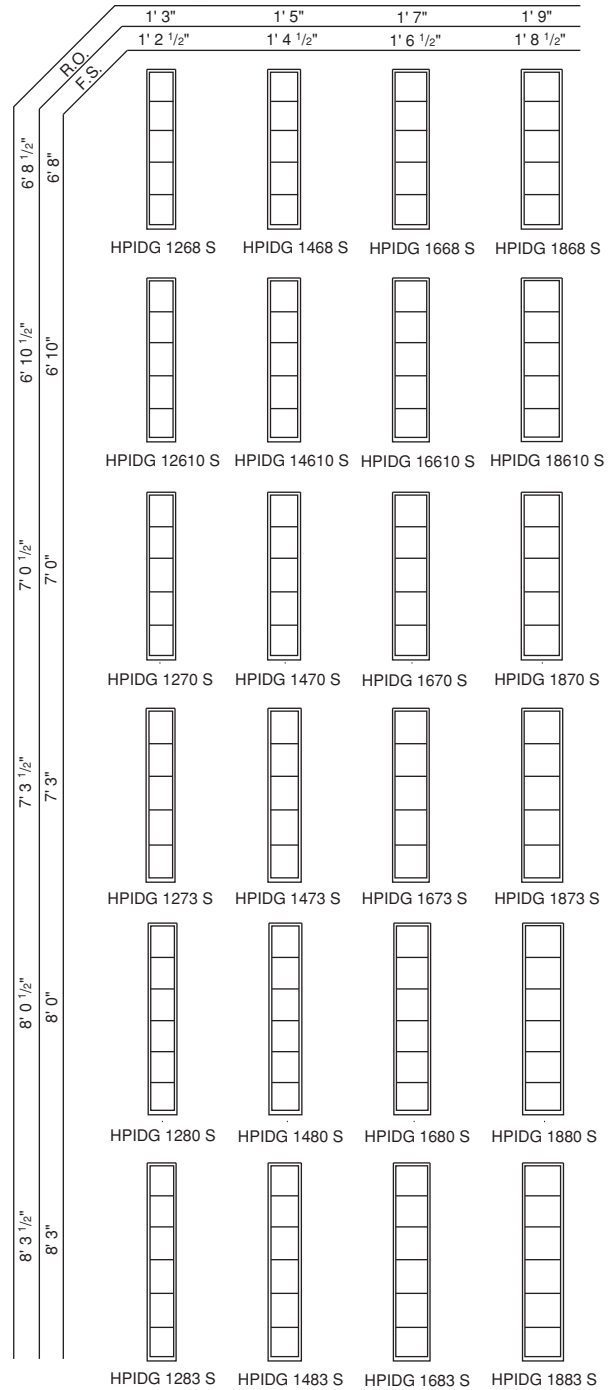 1' 3" 1' 5" 1' 7" 1' 9"
R.O.
1' 2 1/2" 1' 4 1/2" 1' 6 1/2" 1' 8 1/2"
F.S.
6' 8 1/2" 6' 8"
HPIDG 1268 S HPIDG 1468 S HPIDG 1668 S HPIDG 1868 S
6' 10 1/2" 6' 10"
HPIDG 12610 S HPIDG 14610 S HPIDG 16610 S HPIDG 18610 S
7' 0 1/2" 7' 0"
HPIDG 1270 S HPIDG 1470 S HPIDG 1670 S HPIDG 1870 S
7' 3 1/2" 7' 3"
HPIDG 1273 S HPIDG 1473 S HPIDG 1673 S HPIDG 1873 S
8' 0 1/2" 8' 0"
HPIDG 1280 S HPIDG 1480 S HPIDG 1680 S HPIDG 1880 S
8' 3 1/2" 8' 3"
HPIDG 1283 S HPIDG 1483 S HPIDG 1683 S HPIDG 1883 S